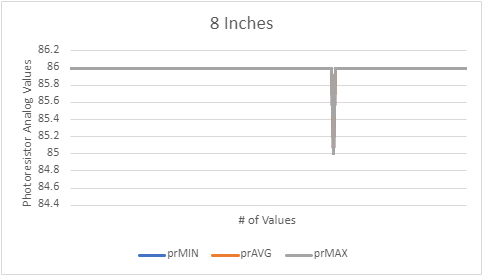 8 Inches
Photoresistor Analog Values
86.2
86
85.8
85.6
85.4
85.2
85
84.8
84.6
84.4
# of Values
prMIN prAVG prMAX